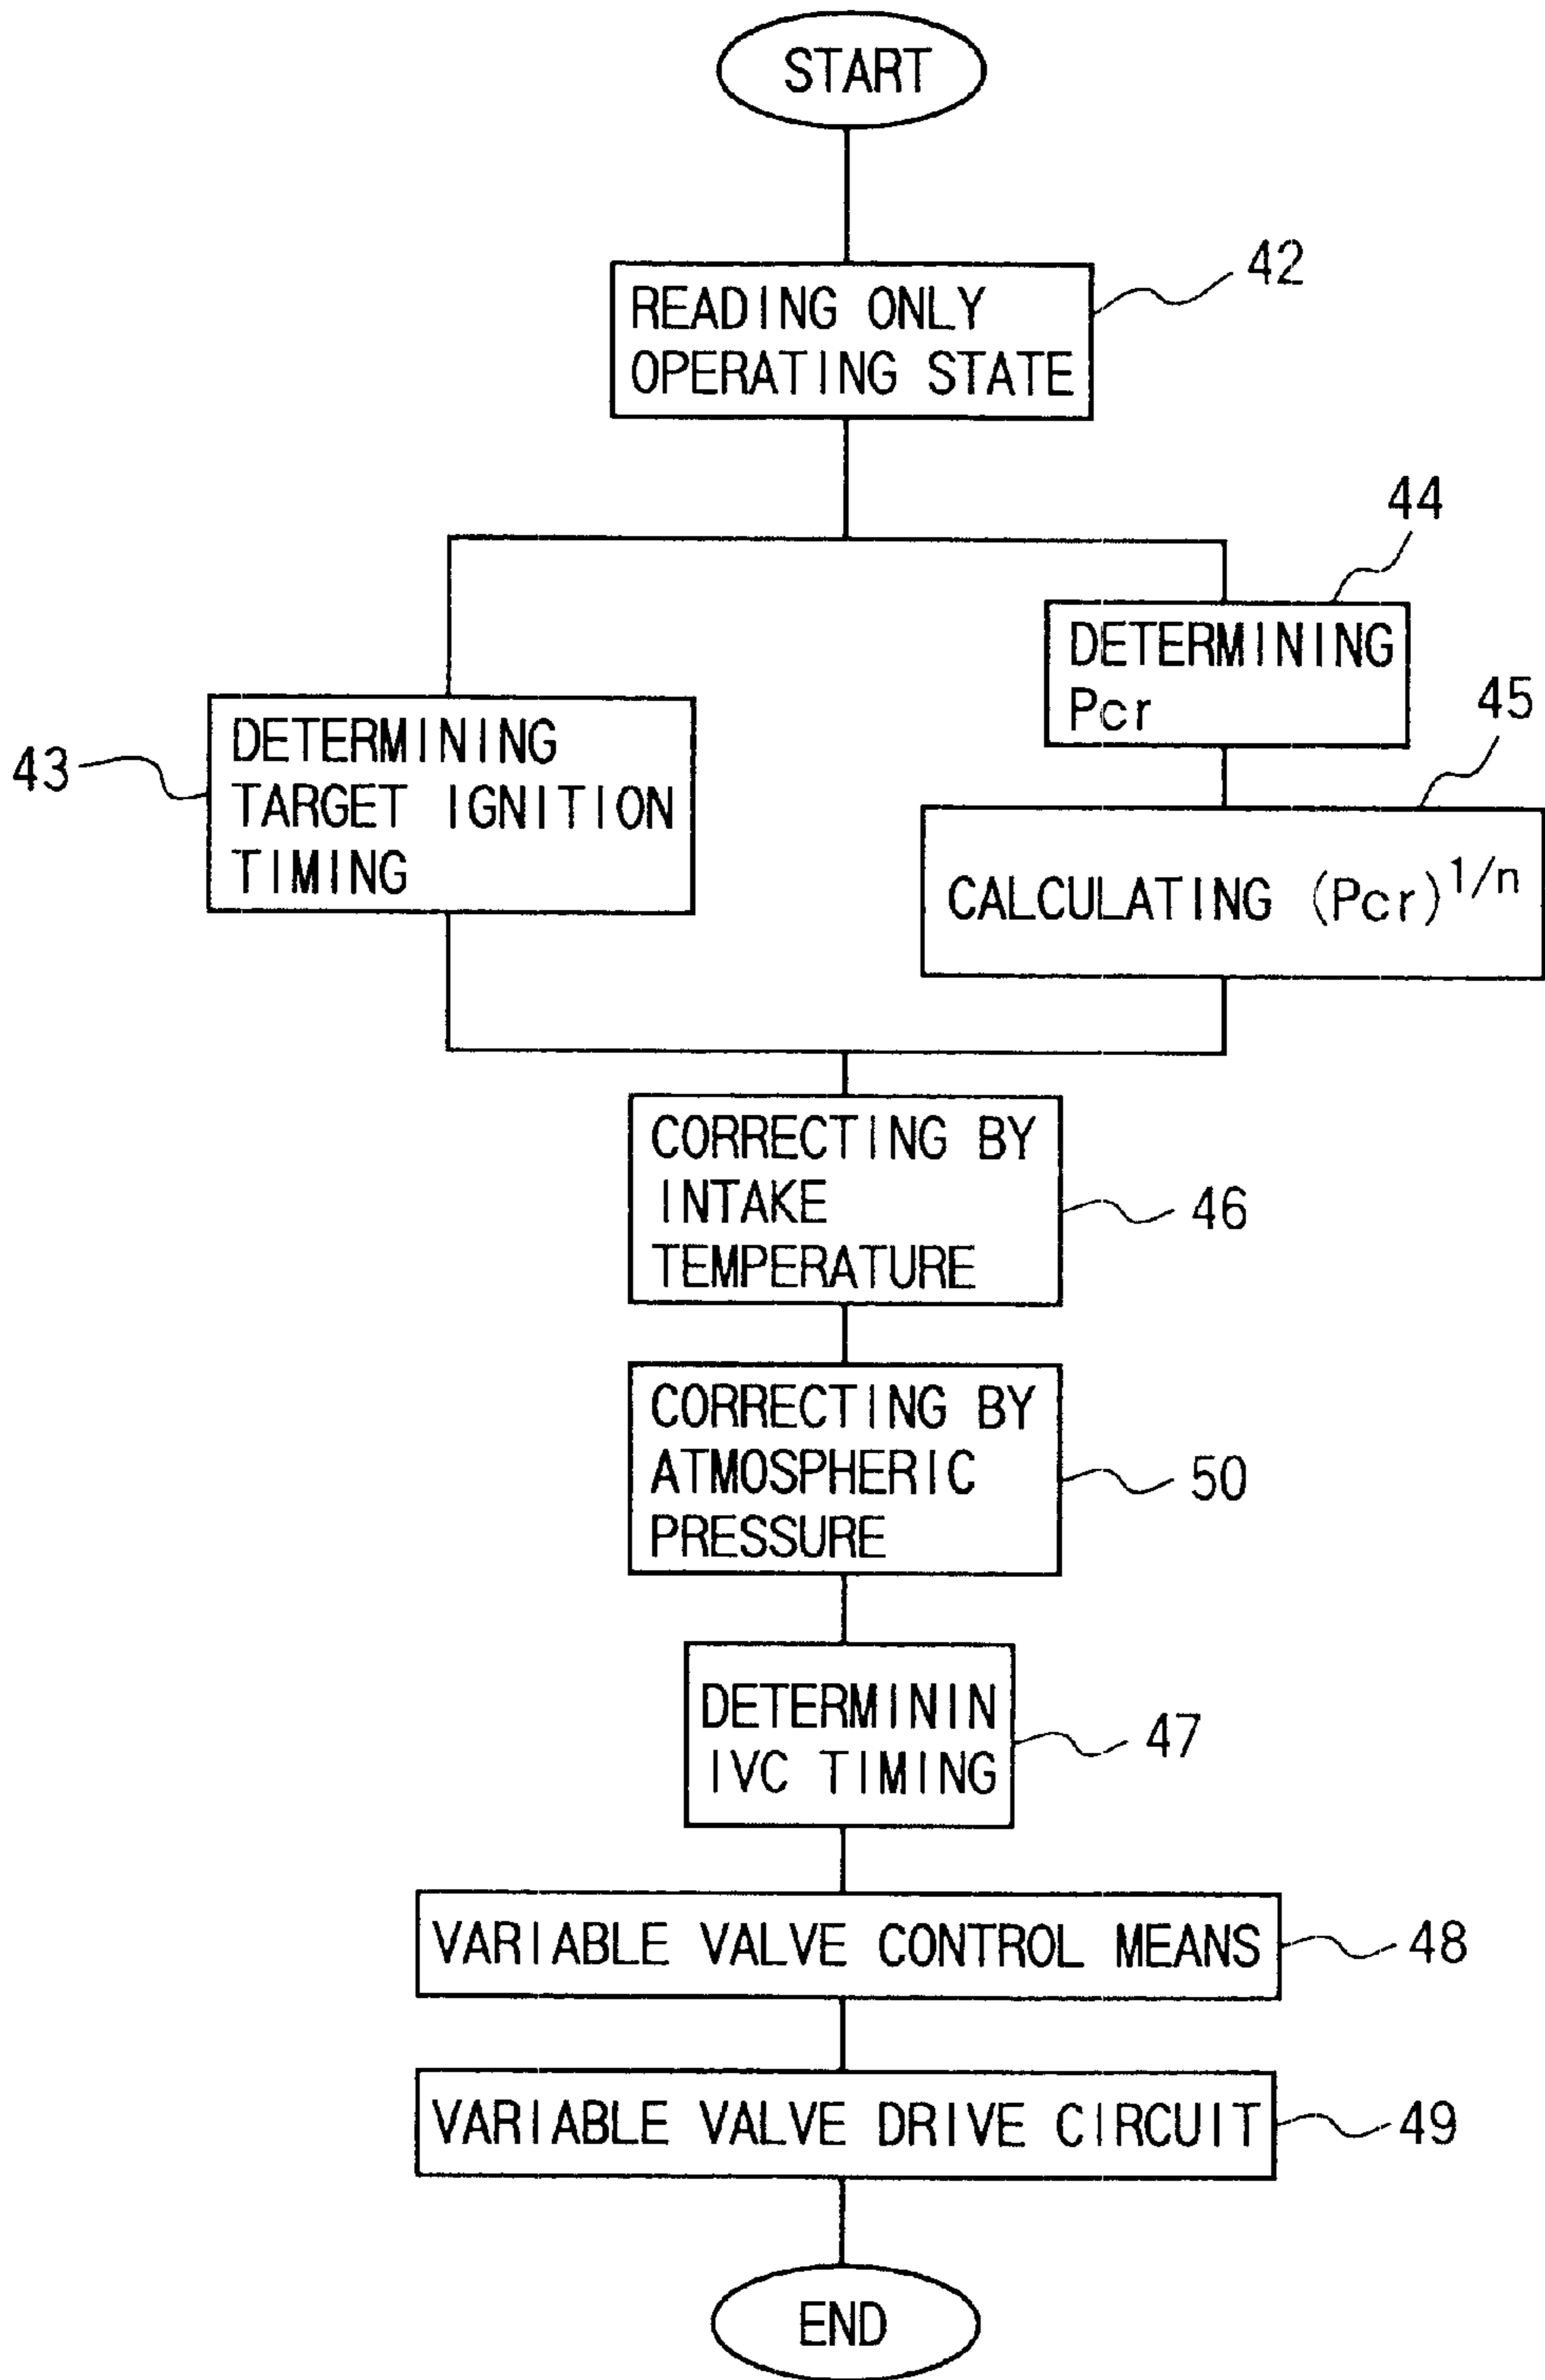 START
42
READING ONLY
OPERATING STATE
44
DETERMINING
Pcr
43
DETERMINING
TARGET IGNITION
TIMING
45
CALCULATING (Pcr)^1/n
CORRECTING BY
INTAKE
TEMPERATURE
46
CORRECTING BY
ATMOSPHERIC
PRESSURE
50
DETERMININ
IVC TIMING
47
VARIABLE VALVE CONTROL MEANS
48
VARIABLE VALVE DRIVE CIRCUIT
49
END